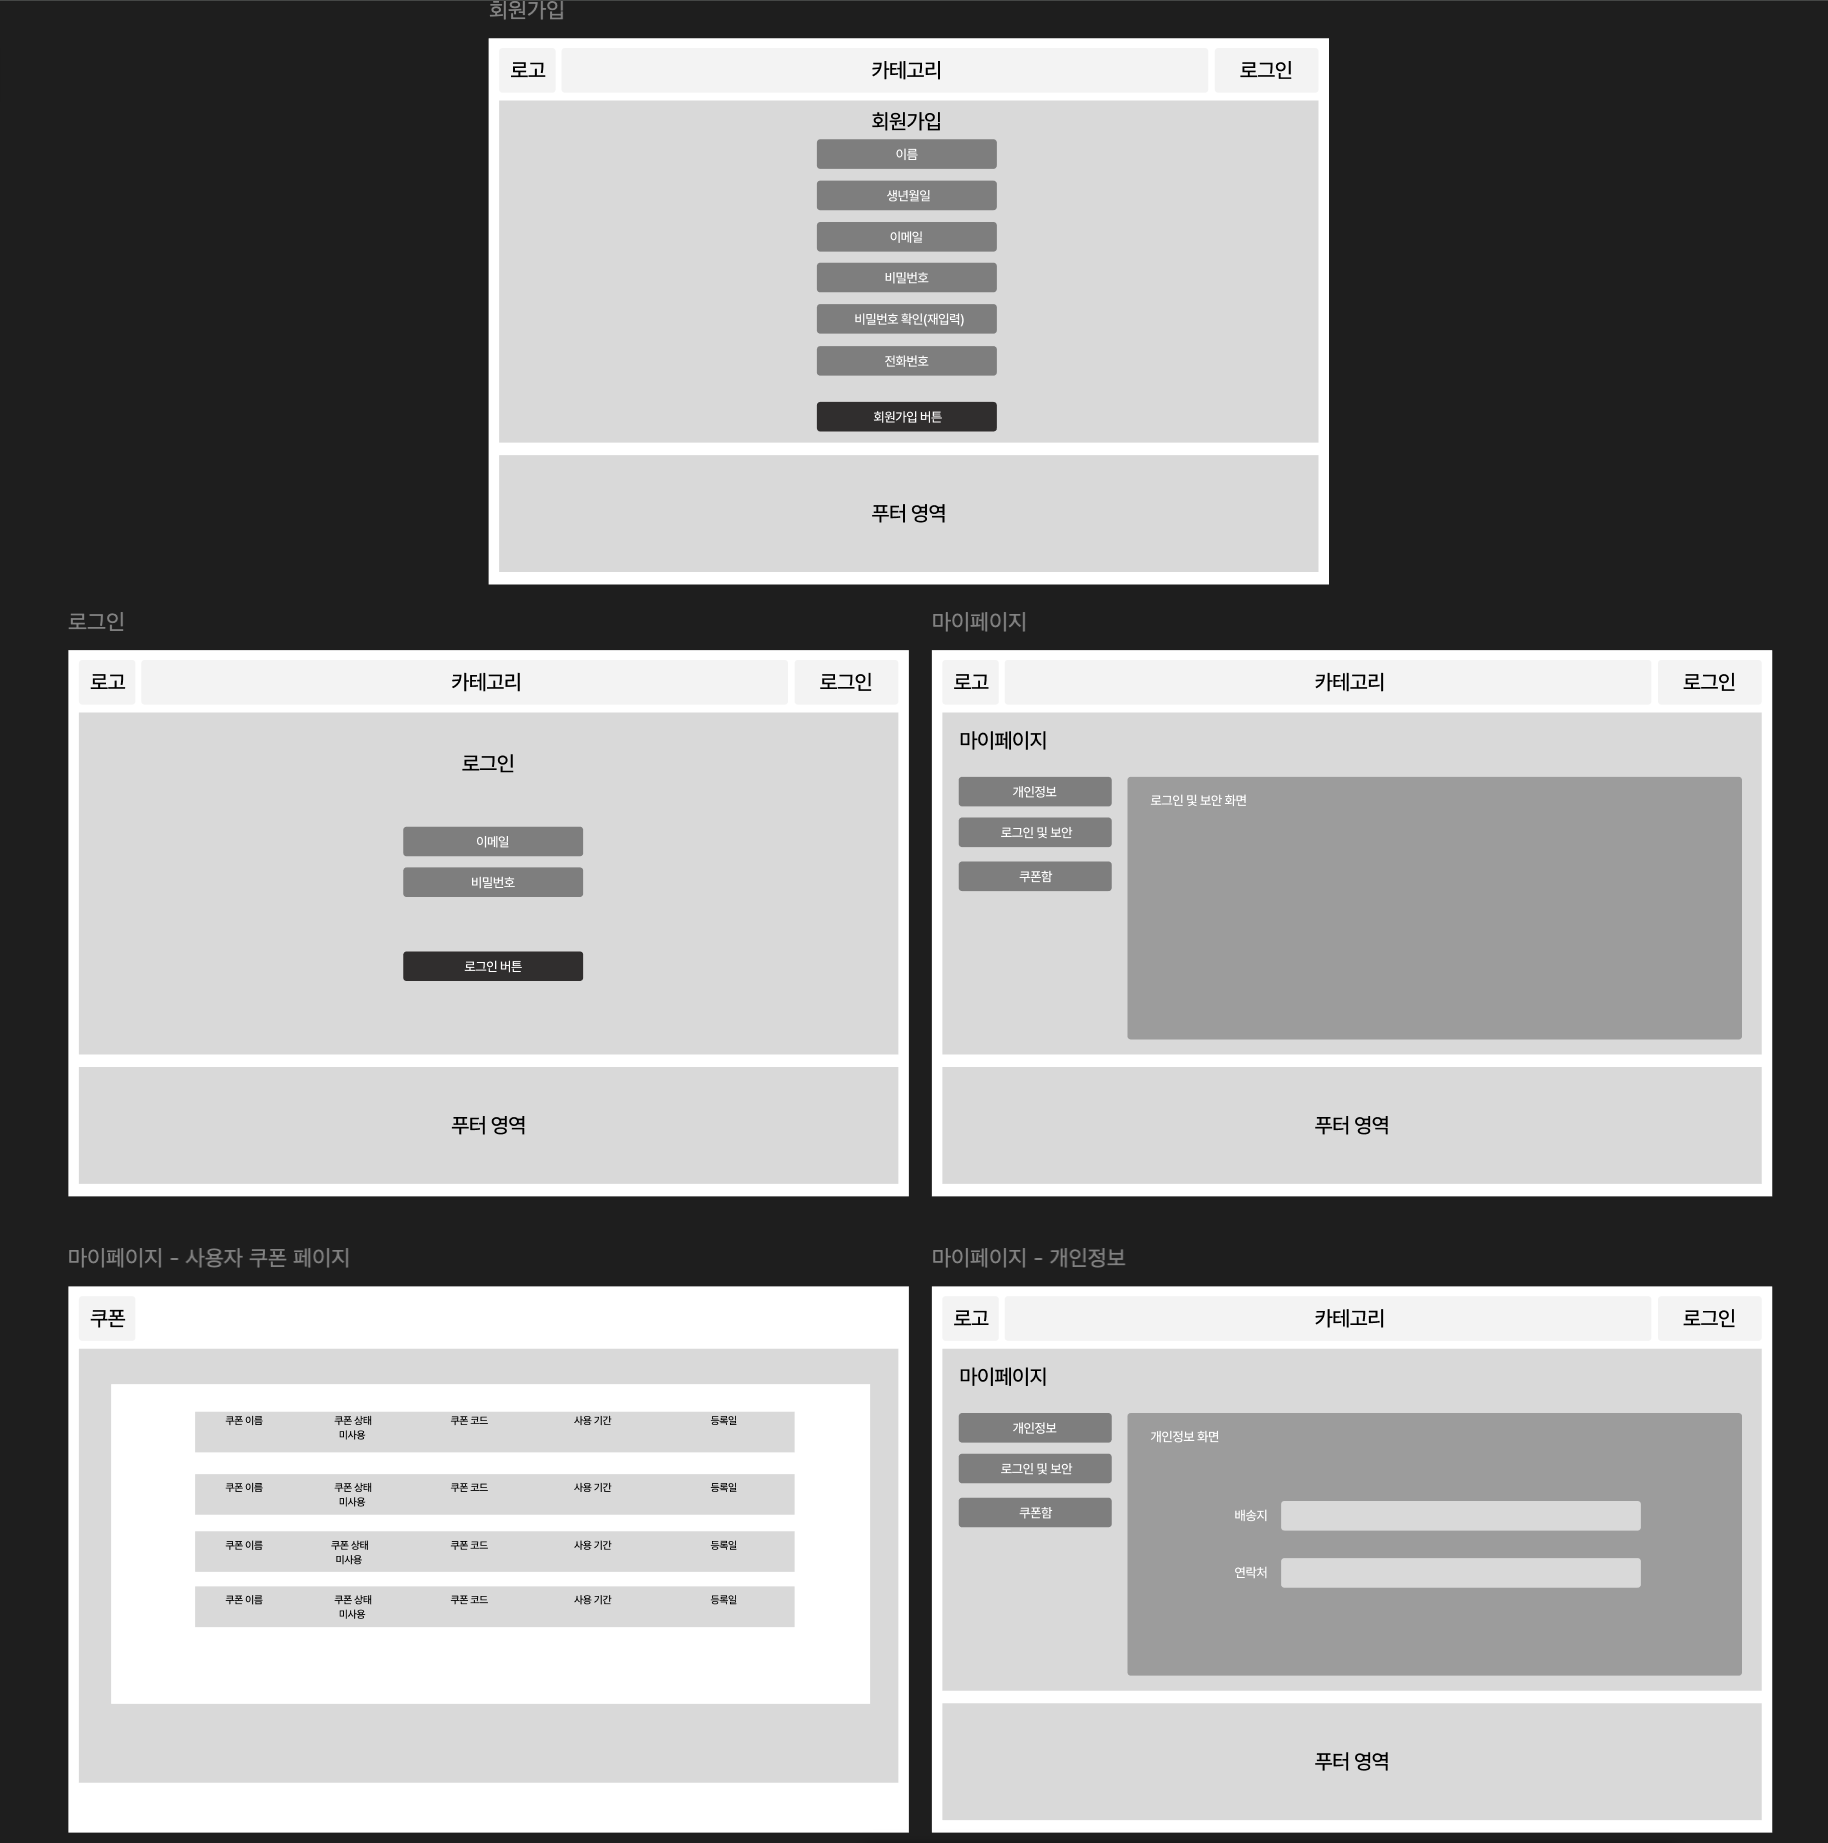 회원가입
로고
카테고리
로그인
회원가입
이름
생년월일
이메일
비밀번호
비밀번호 확인(재입력)
전화번호
회원가입 버튼
푸터 영역
로그인
로고
카테고리
로그인
로그인
이메일
비밀번호
로그인 버튼
푸터 영역
마이페이지
로고
카테고리
로그인
마이페이지
개인정보
로그인 및 보안
쿠폰함
로그인 및 보안 화면
푸터 영역
마이페이지 - 사용자 쿠폰 페이지
쿠폰
쿠폰 이름 쿠폰 상태 쿠폰 코드 사용 기간 등록일
미사용
쿠폰 이름 쿠폰 상태 쿠폰 코드 사용 기간 등록일
미사용
쿠폰 이름 쿠폰 상태 쿠폰 코드 사용 기간 등록일
미사용
쿠폰 이름 쿠폰 상태 쿠폰 코드 사용 기간 등록일
미사용
마이페이지 - 개인정보
로고
카테고리
로그인
마이페이지
개인정보
로그인 및 보안
쿠폰함
개인정보 화면
배송지
연락처
푸터 영역